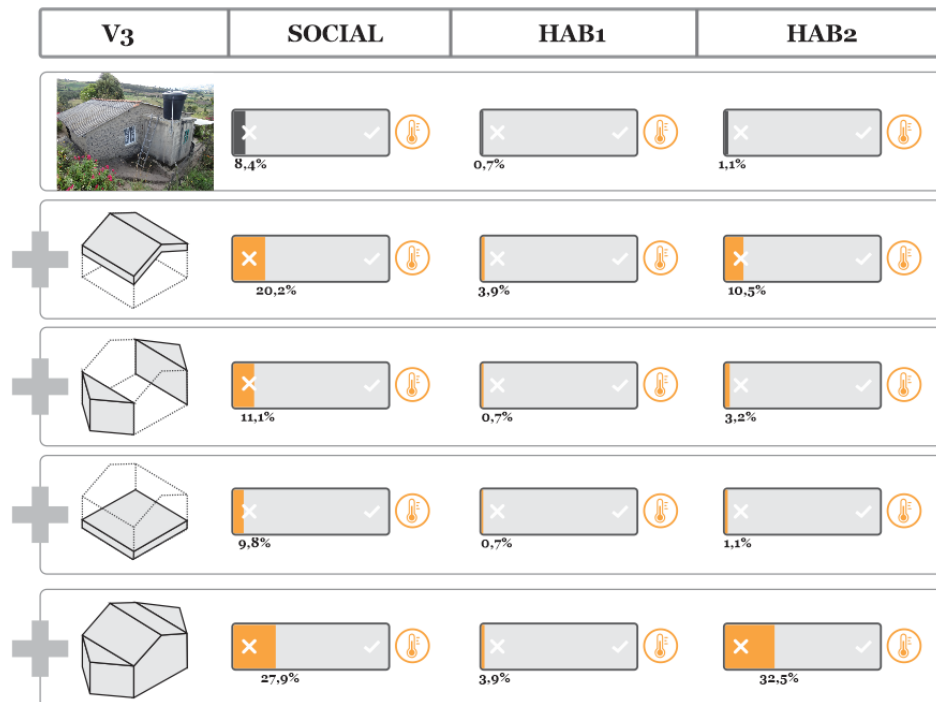 V3 SOCIAL HAB1 HAB2
8,4% 0,7% 1,1%
20,2% 3,9% 10,5%
11,1% 0,7% 3,2%
9,8% 0,7% 1,1%
27,9% 3,9% 32,5%